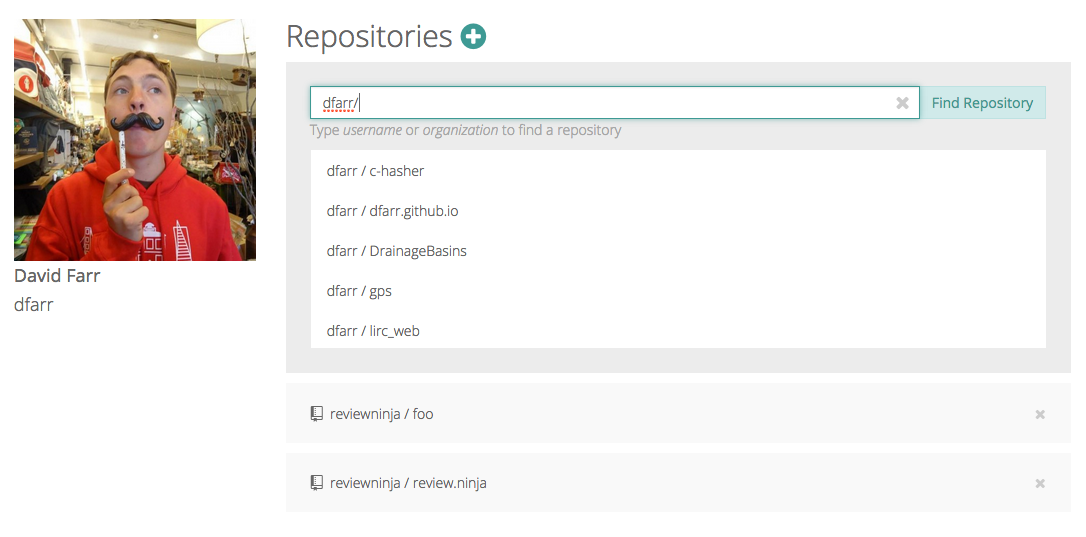 Repositories
dfarr/
Find Repository
Type username or organization to find a repository
dfarr / c-hasher
dfarr / dfarr.github.io
dfarr / DrainageBasins
dfarr / gps
dfarr / lirc_web
David Farr
dfarr
reviewninja / foo
reviewninja / review.ninja